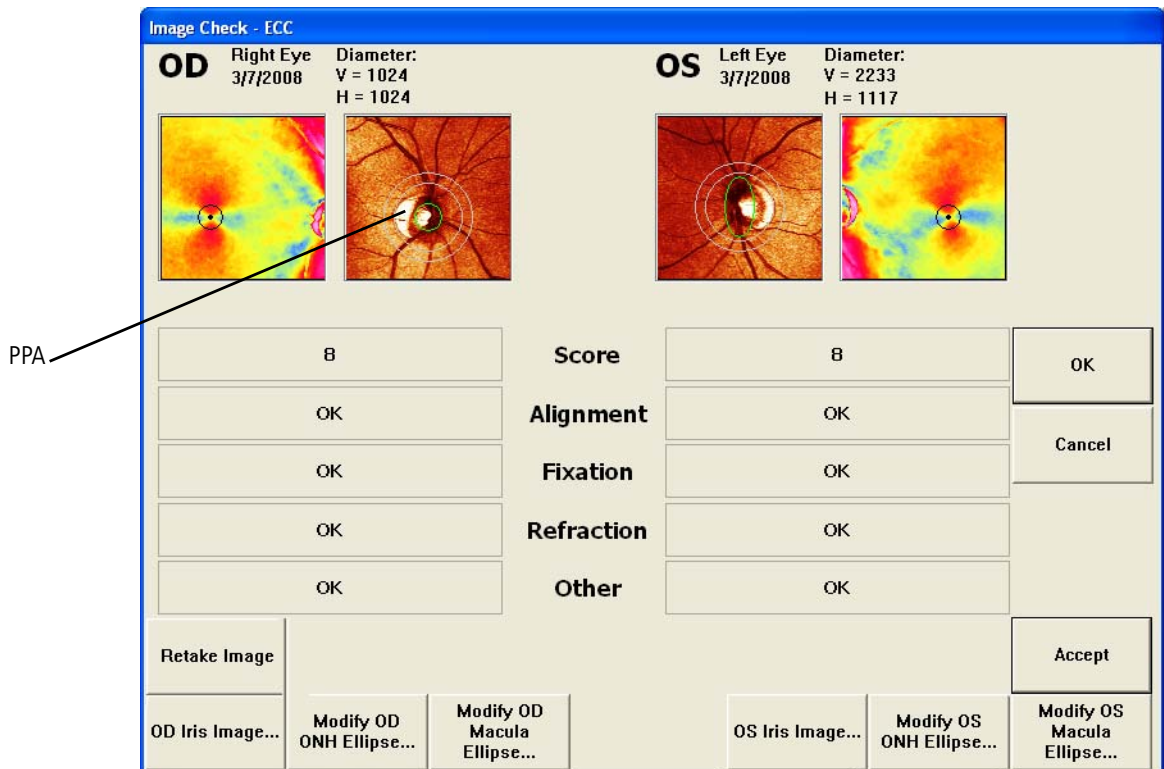 Image Check - ECC
OD
Right Eye
3/7/2008
Diameter:
V = 1024
H = 1024
OS
Left Eye
3/7/2008
Diameter:
V = 2233
H = 1117
PPA
8
Score
8
OK
OK
Alignment
OK
Cancel
OK
Fixation
OK
OK
Refraction
OK
OK
Other
OK
Retake Image
Accept
OD Iris Image...
Modify OD
ONH Ellipse...
Modify OD
Macula
Ellipse...
OS Iris Image...
Modify OS
ONH Ellipse...
Modify OS
Macula
Ellipse...